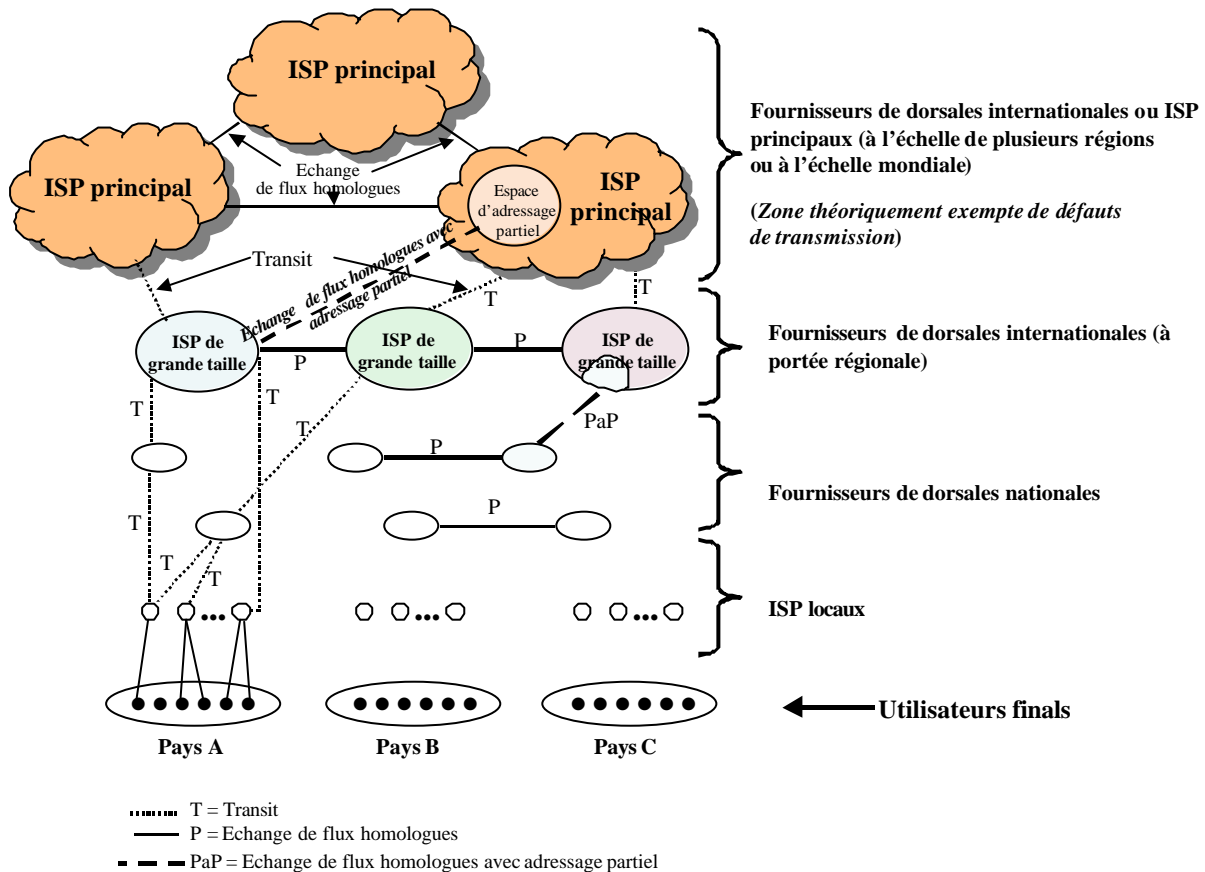 ISP principal
ISP principal
Echange
de flux homologues
Espace
d'adressage
partiel
ISP
principal
Fournisseurs de dorsales internationales ou ISP
principaux (à l'échelle de plusieurs régions
ou à l'échelle mondiale)
(Zone théoriquement exempte de défauts
de transmission)
Transit
Echange de flux homologues avec
adressage partiel
T
T
ISP de
grande taille
P
ISP de
grande taille
P
ISP de
grande taille
Fournisseurs de dorsales internationales (à
portée régionale)
T
T
T
PaP
P
Fournisseurs de dorsales nationales
T
P
T
T
•••
•••
•••
ISP locaux
Utilisateurs finals
Pays A
Pays B
Pays C
T = Transit
P = Echange de flux homologues
PaP = Echange de flux homologues avec adressage partiel